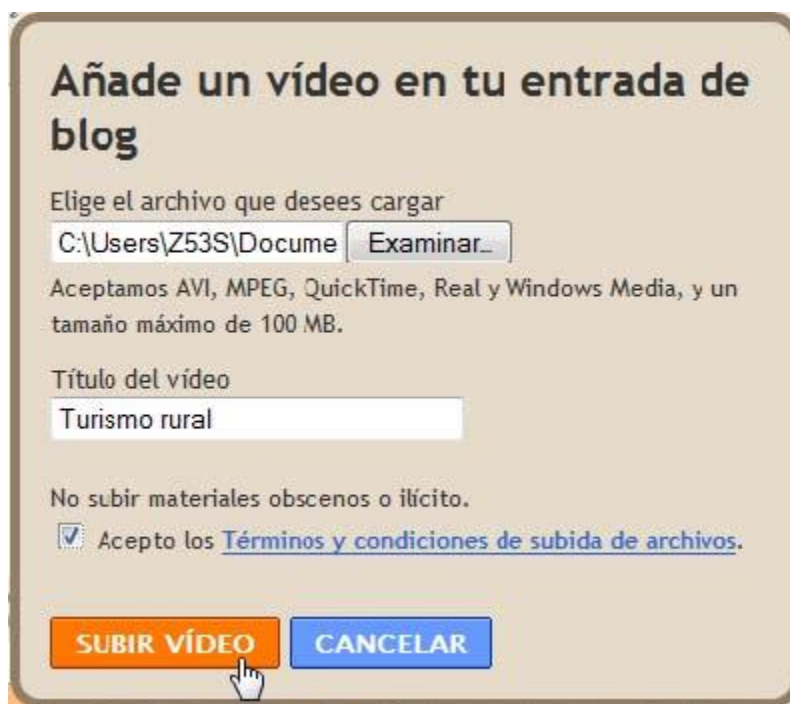 Añade un vídeo en tu entrada de
blog
Elige el archivo que desees cargar
C:\Users\Z53S\Docume Examinar...
Aceptamos AVI, MPEG, QuickTime, Real y Windows Media, y un
tamaño máximo de 100 MB.
Título del vídeo
Turismo rural
No subir materiales obscenos o ilícito.
Acepto los Términos y condiciones de subida de archivos.
SUBIR VÍDEO CANCELAR